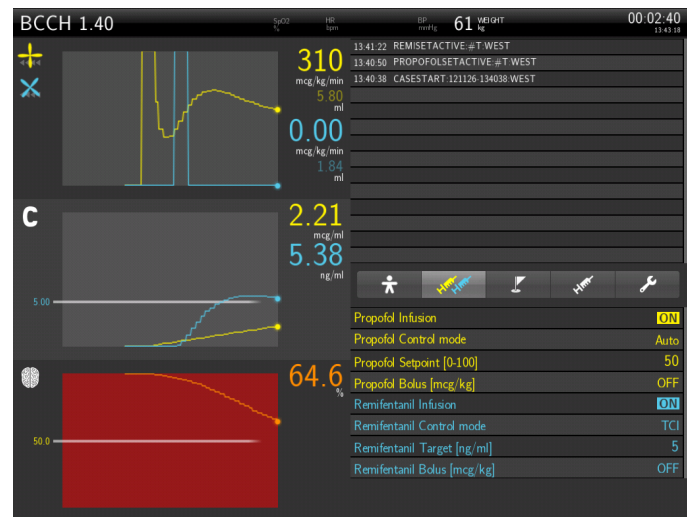 BCCH 1.40
SpO2
%
HR
bpm
BP
mmHg
61 WEIGHT
kg
00:02:40
13:43:18
310
mcg/kg/min
5.80
ml
0.00
mcg/kg/min
1.84
ml
C
2.21
mcg/ml
5.38
ng/ml
5.00
64.6
%
50.0
13:41:22 REMISETACTIVE:#T:WEST
13:40:50 PROPOFOLSETACTIVE:#T:WEST
13:40:38 CASESTART:121126-134038:WEST
Propofol Infusion ON
Propofol Control mode Auto
Propofol Setpoint [0-100] 50
Propofol Bolus [mcg/kg] OFF
Remifentanil Infusion ON
Remifentanil Control mode TCI
Remifentanil Target [ng/ml] 5
Remifentanil Bolus [mcg/kg] OFF